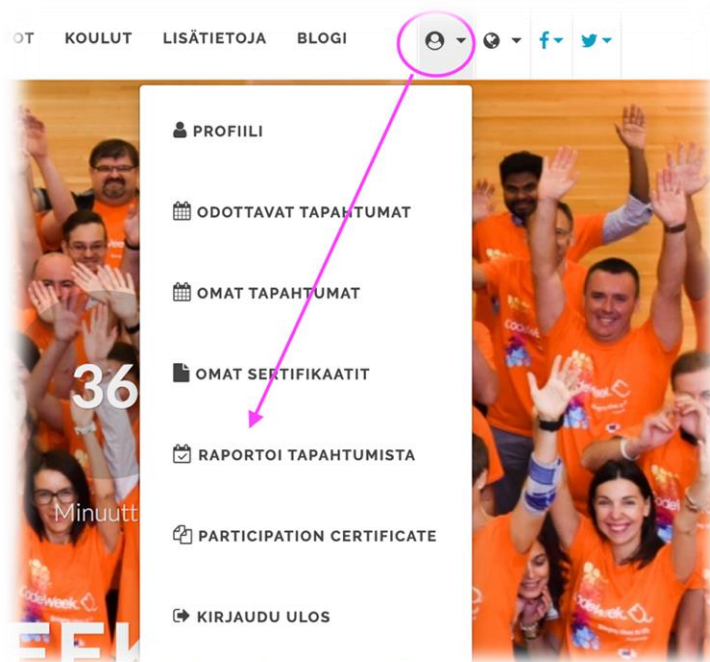 OT KOULUT LISÄTIETOJA BLOGI
PROFIILI
ODOTTAVAT TAPAHTUMAT
OMAT TAPAHTUMAT
36
OMAT SERTIFIKAATIT
RAPORTOI TAPAHTUMISTA
Minuutt
PARTICIPATION CERTIFICATE
KIRJAUDU ULOS
EEK